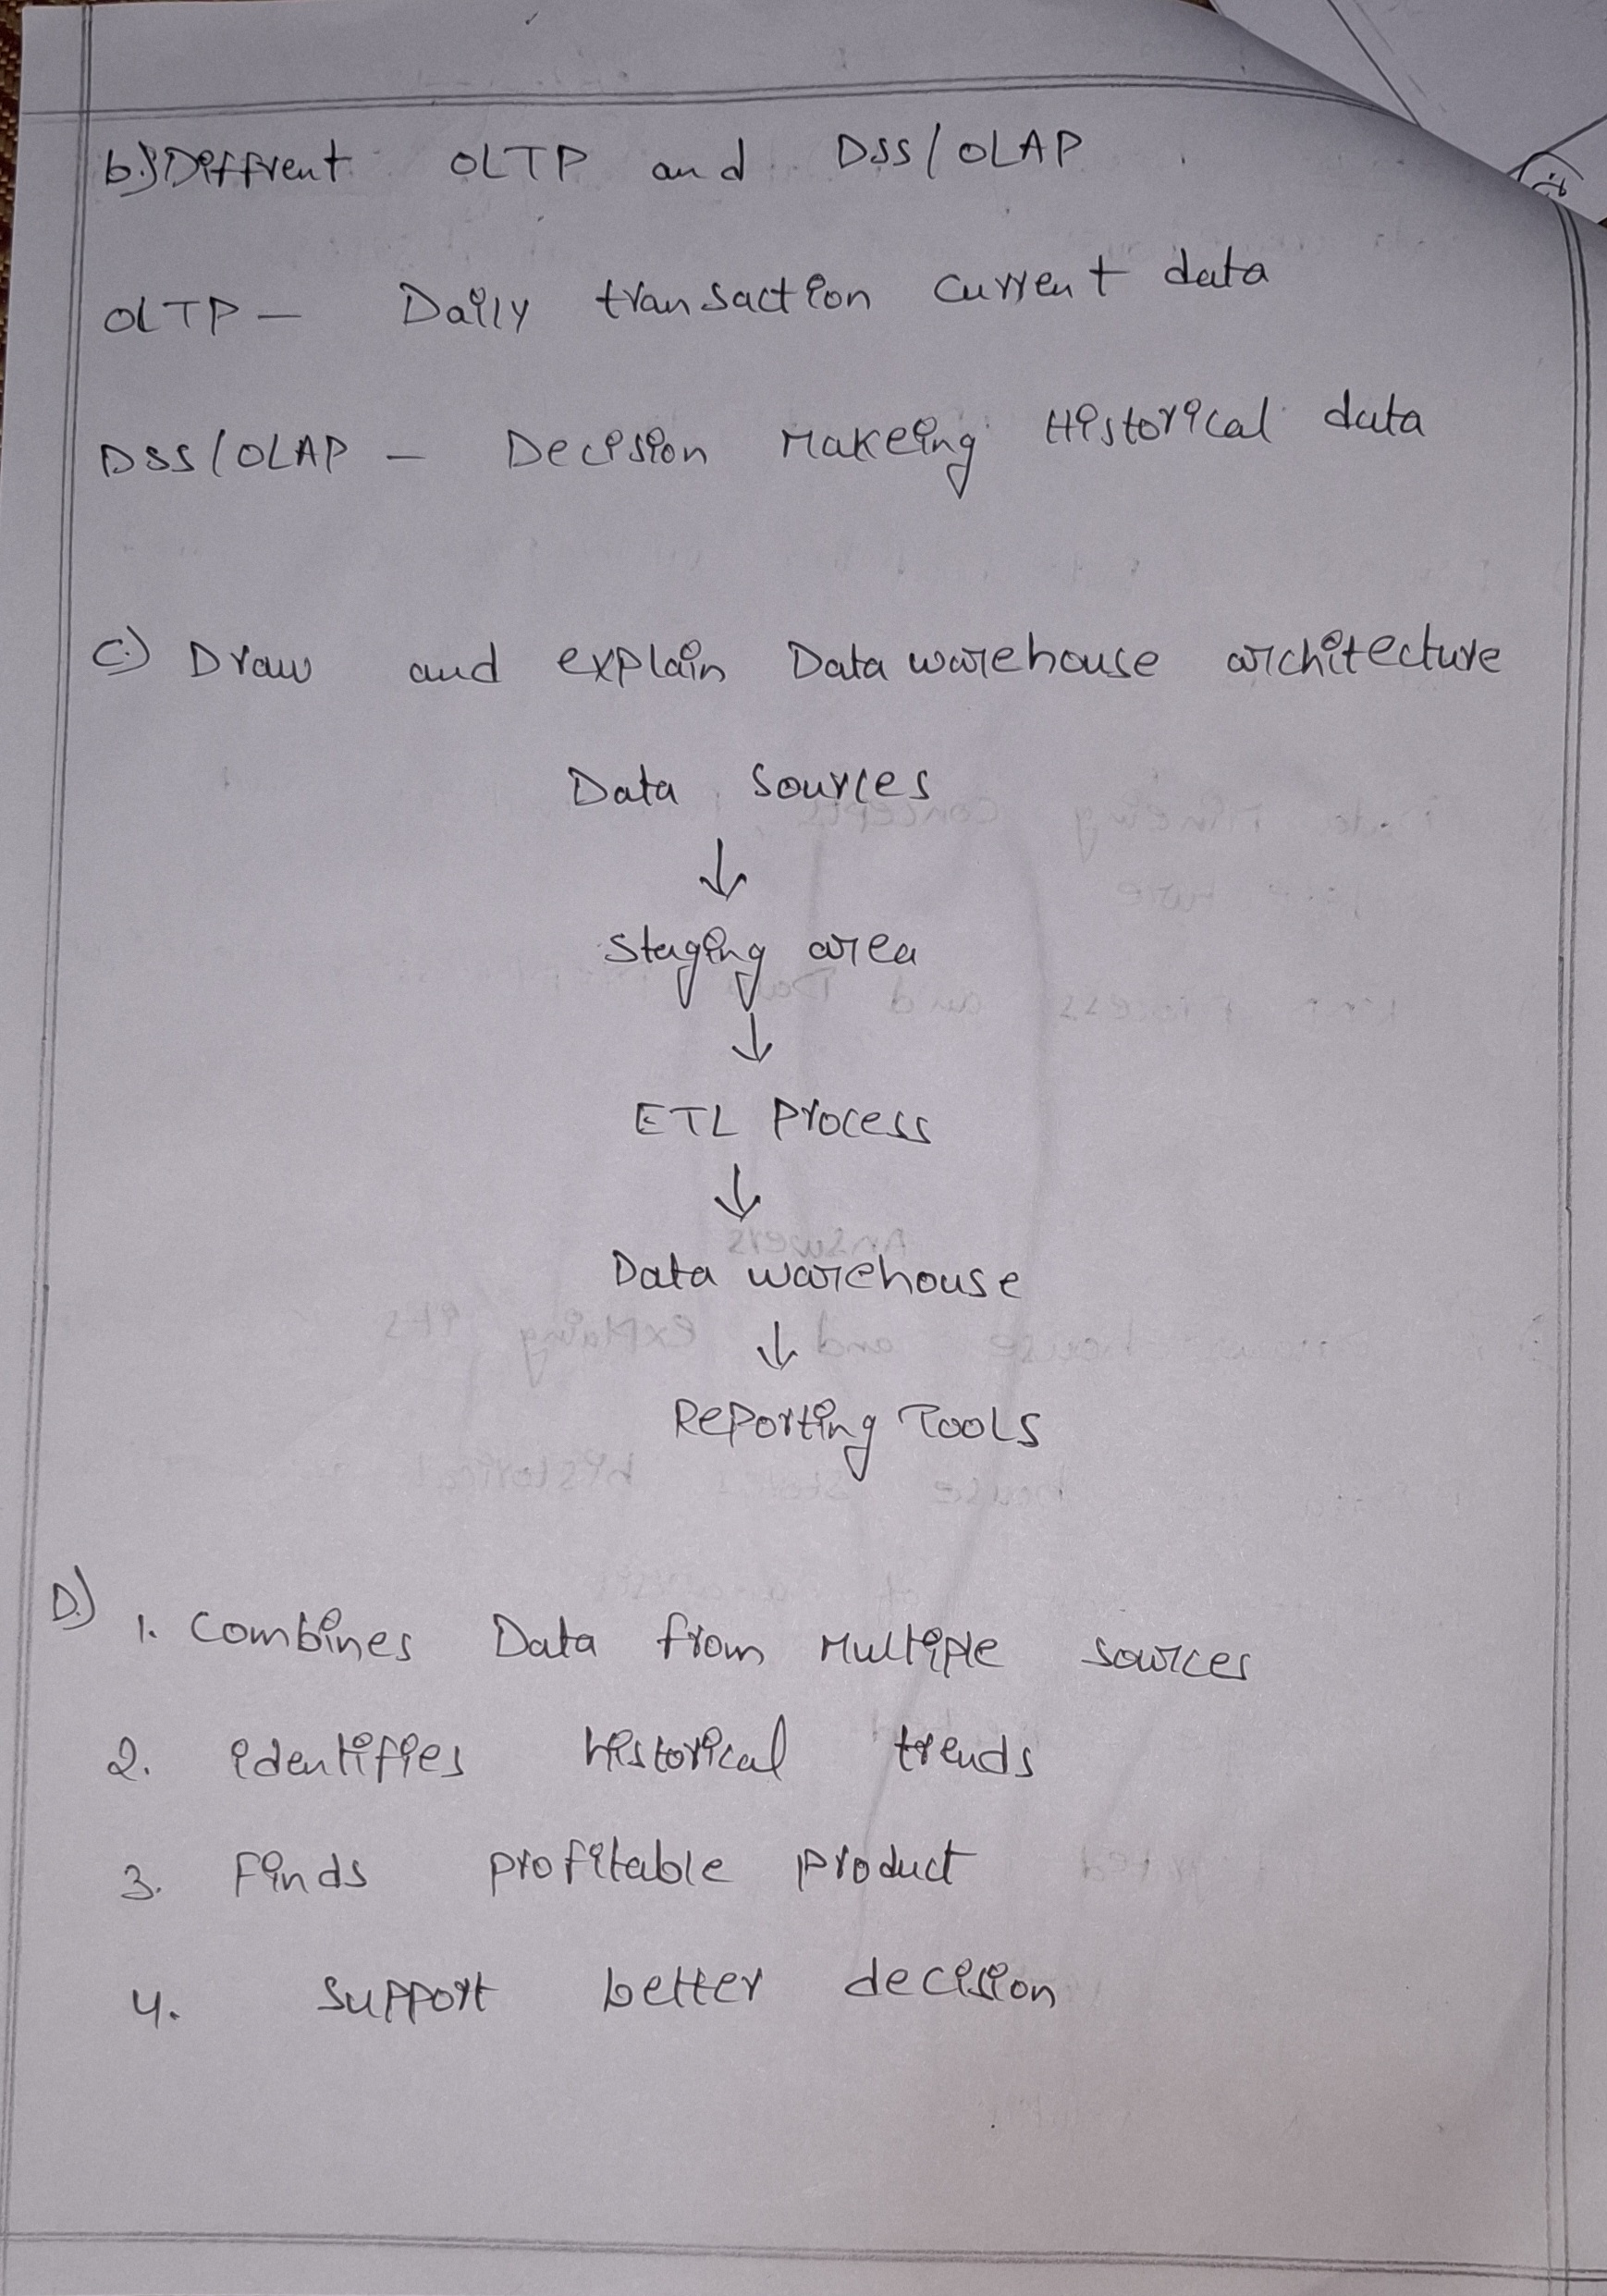 b.) Diffrent OLTP and DSS/OLAP
OLTP — Daily transaction current data
DSS/OLAP — Decision Makeing Historical data
C.) Draw and explain Data warehouse architecture
Data Sources
↓
Staging area
↓
ETL Process
↓
Data warehouse
↓
Reporting Tools
D.)
1. Combines Data from Multiple sources
2. identifies historical trends
3. Finds profitable product
4. Support better decision